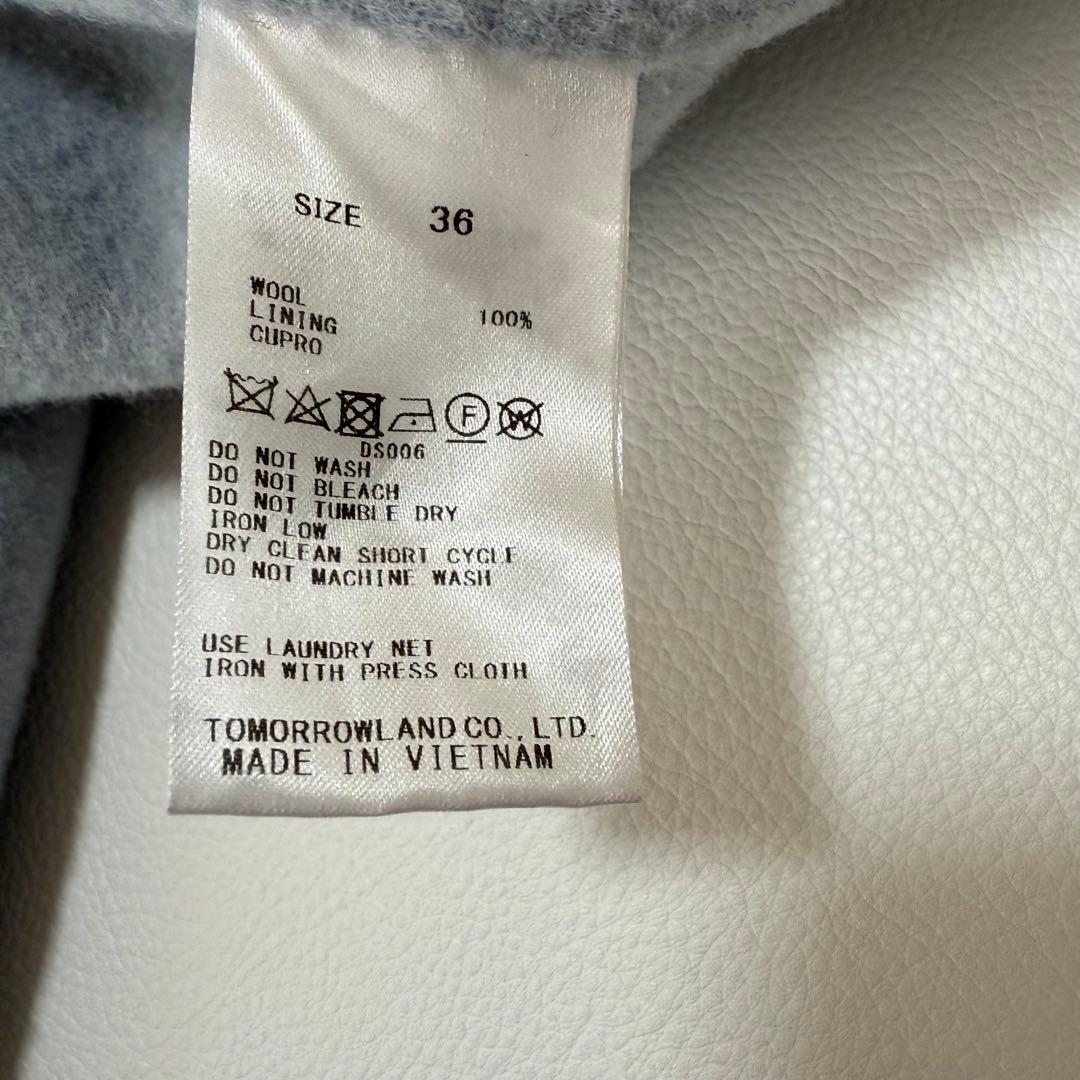 SIZE 36
WOOL 100%
LINING
CUPRO
F W
DS006
DO NOT WASH
DO NOT BLEACH
DO NOT TUMBLE DRY
IRON LOW
DRY CLEAN SHORT CYCLE
DO NOT MACHINE WASH
USE LAUNDRY NET
IRON WITH PRESS CLOTH
TOMORROWLAND CO., LTD.
MADE IN VIETNAM